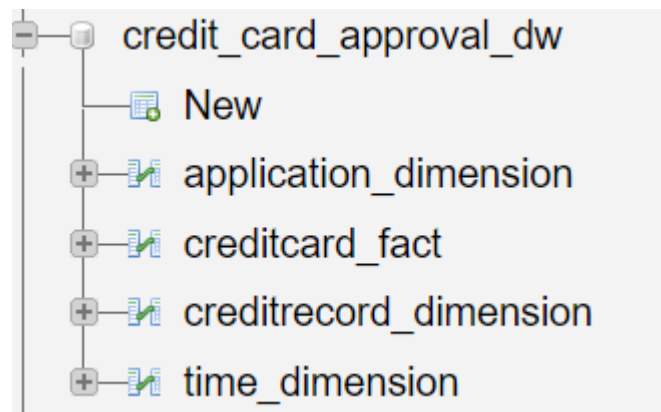 credit_card_approval_dw
New
application_dimension
creditcard_fact
creditrecord_dimension
time_dimension